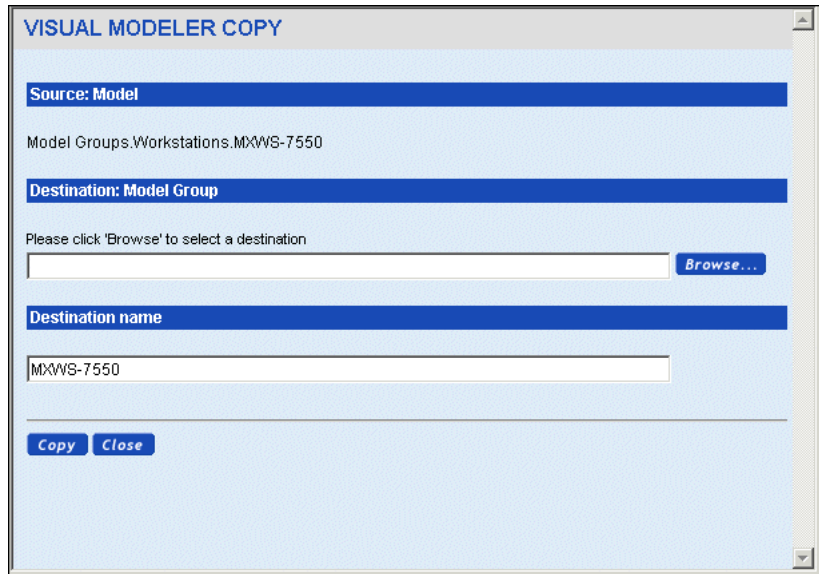 VISUAL MODELER COPY
Source: Model
Model Groups.Workstations.MXWS-7550
Destination: Model Group
Please click 'Browse' to select a destination
Browse...
Destination name
MXWS-7550
Copy Close